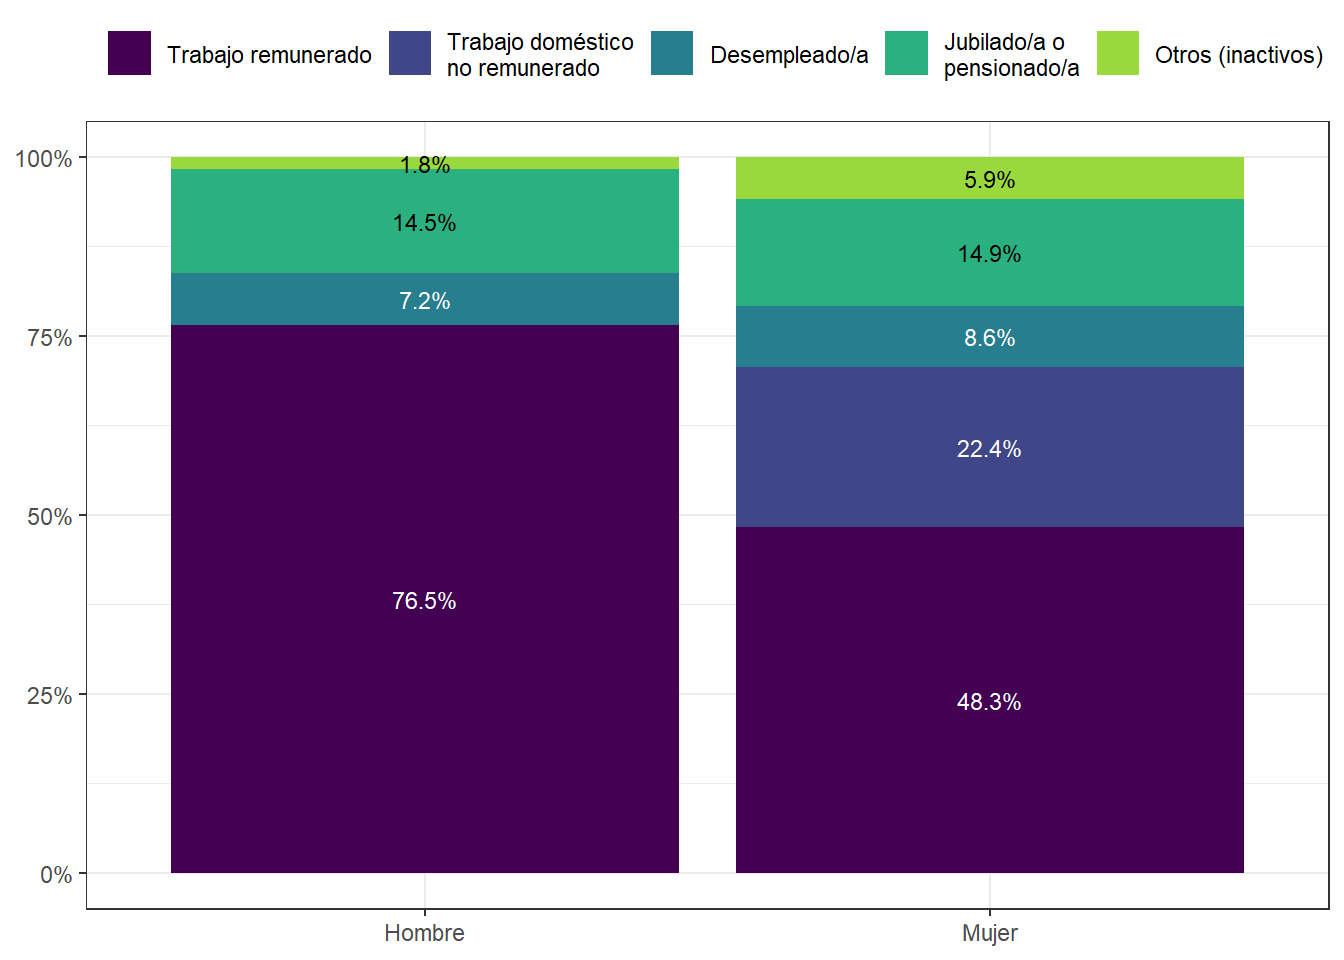 Trabajo remunerado
Trabajo doméstico
no remunerado
Desempleado/a
Jubilado/a o
pensionado/a
Otros (inactivos)
100%
75%
50%
25%
0%
1.8%
14.5%
7.2%
76.5%
5.9%
14.9%
8.6%
22.4%
48.3%
Hombre
Mujer